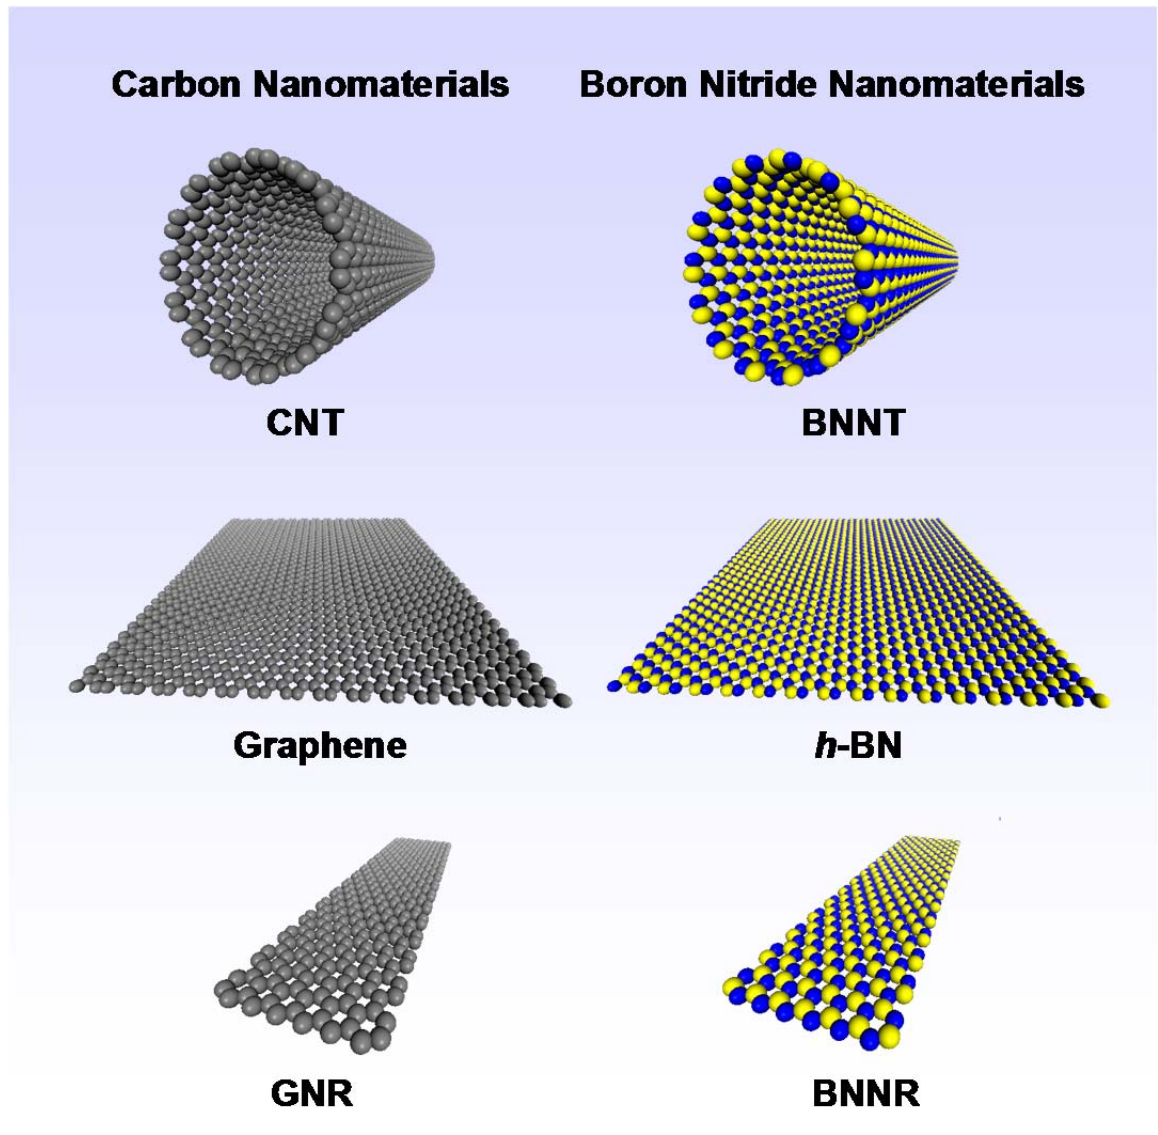 Carbon Nanomaterials
Boron Nitride Nanomaterials
CNT
BNNT
Graphene
h-BN
GNR
BNNR